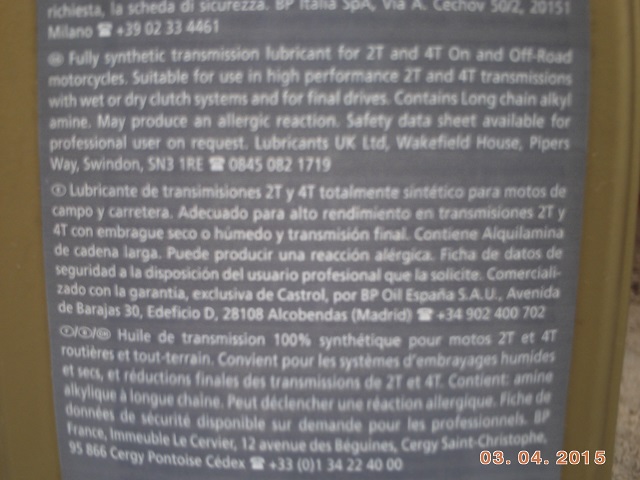 richiesta, la scheda di sicurezza. BP Italia SpA, Via A. Cechov 50/2, 20151
Milano ☎ +39 02 33 4461
Fully synthetic transmission lubricant for 2T and 4T On and Off-Road
motorcycles. Suitable for use in high performance 2T and 4T transmissions
with wet or dry clutch systems and for final drives. Contains Long chain alkyl
amine. May produce an allergic reaction. Safety data sheet available for
professional user on request. Lubricants UK Ltd, Wakefield House, Pipers
Way, Swindon, SN3 1RE ☎ 0845 082 1719
Lubricante de transimisiones 2T y 4T totalmente sintético para motos de
campo y carretera. Adecuado para alto rendimiento en transmisiones 2T y
4T con embrague seco o húmedo y transmisión final. Contiene Alquilamina
de cadena larga. Puede producir una reacción alérgica. Ficha de datos de
seguridad a la disposición del usuario profesional que la solicite. Comerciali-
zado con la garantía, exclusiva de Castrol, por BP Oil España S.A.U., Avenida
de Barajas 30, Edeficio D, 28108 Alcobendas (Madrid) ☎ +34 902 400 702
Huile de transmission 100% synthétique pour motos 2T et 4T
routières et tout-terrain. Convient pour les systèmes d'embrayages humides
et secs, et réductions finales des transmissions de 2T et 4T. Contient: amine
alkylique à longue chaîne. Peut déclencher une réaction allergique. Fiche de
données de sécurité disponible sur demande pour les professionnels. BP
France, Immeuble Le Cervier, 12 avenue des Béguines, Cergy Saint-Christophe,
95 866 Cergy Pontoise Cédex ☎ +33 (0)1 34 22 40 00
03. 04. 2015